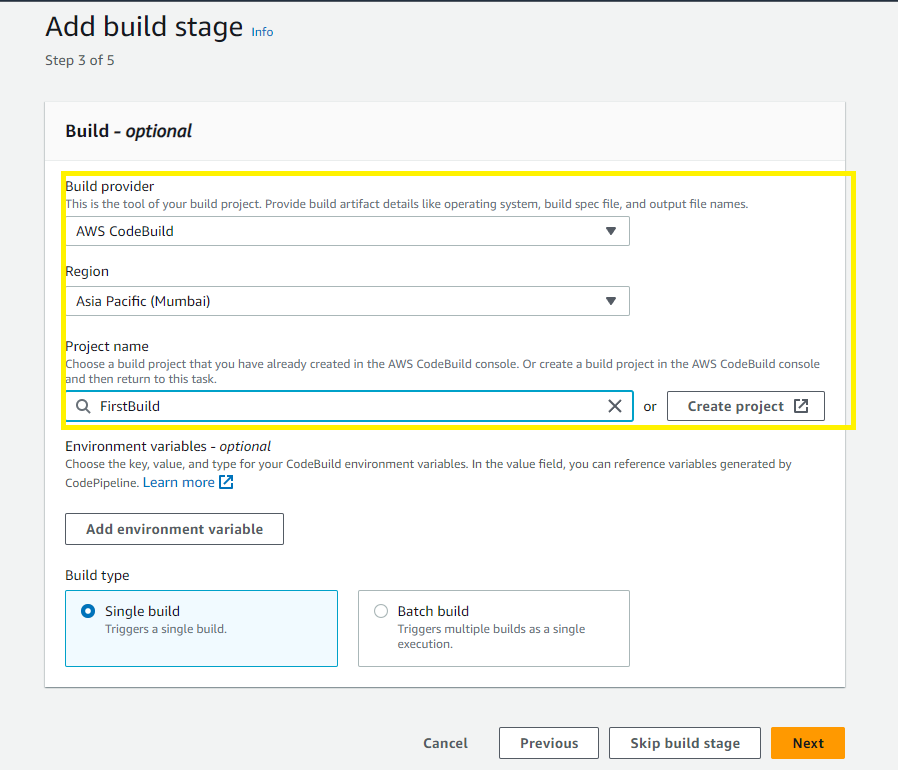 Add build stage Info
Step 3 of 5
Build - optional
Build provider
This is the tool of your build project. Provide build artifact details like operating system, build spec file, and output file names.
AWS CodeBuild
Region
Asia Pacific (Mumbai)
Project name
Choose a build project that you have already created in the AWS CodeBuild console. Or create a build project in the AWS CodeBuild console
and then return to this task.
FirstBuild or Create project
Environment variables - optional
Choose the key, value, and type for your CodeBuild environment variables. In the value field, you can reference variables generated by
CodePipeline. Learn more
Add environment variable
Build type
Single build
Triggers a single build.
Batch build
Triggers multiple builds as a single
execution.
Cancel Previous Skip build stage Next